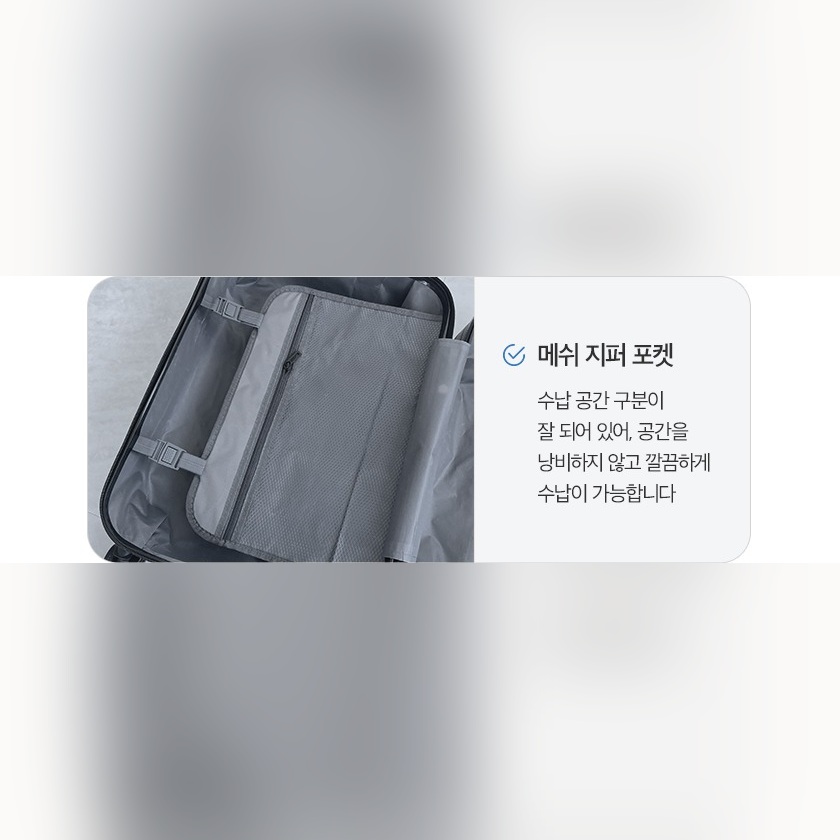 메쉬 지퍼 포켓
수납 공간 구분이
잘 되어 있어, 공간을
낭비하지 않고 깔끔하게
수납이 가능합니다